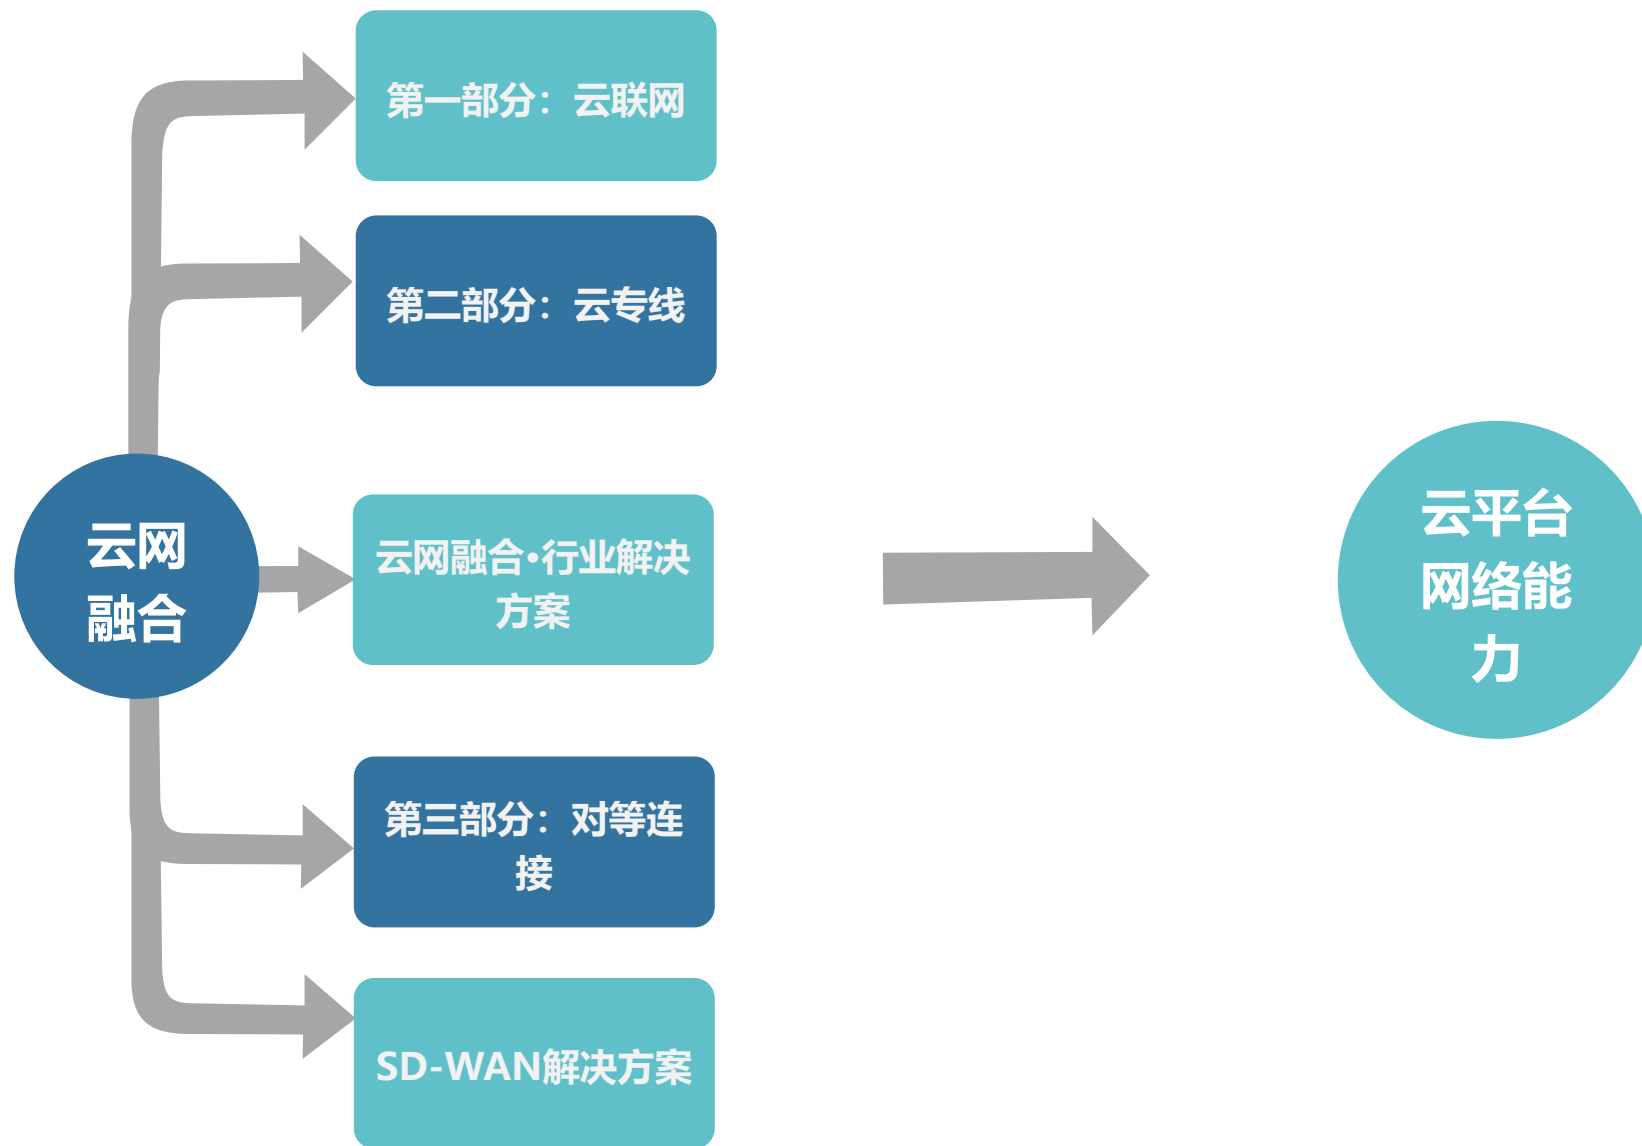 第一部分：云联网
第二部分：云专线
云网
融合
云网融合·行业解决
方案
第三部分：对等连
接
SD-WAN解决方案
云平台
网络能
力